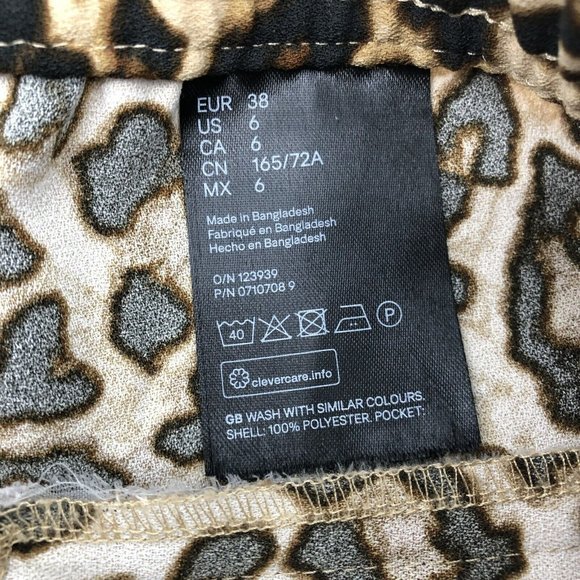 EUR 38
US 6
CA 6
CN 165/72A
MX 6
Made in Bangladesh
Fabriqué en Bangladesh
Hecho en Bangladesh
O/N 123939
P/N 0710708 9
40 P
clevercare.info
GB WASH WITH SIMILAR COLOURS.
SHELL: 100% POLYESTER. POCKET: